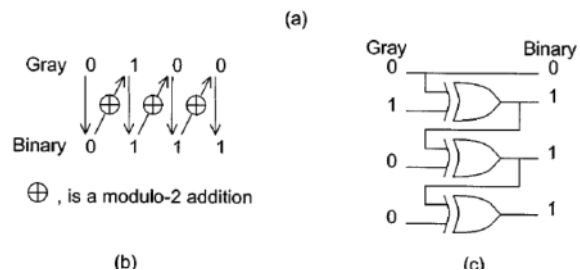 (a)
Gray 0 1 0 0
Binary 0 1 1 1
⊕ , is a modulo-2 addition
(b)
Gray Binary
0 0
1 1
0 1
0 1
(c)